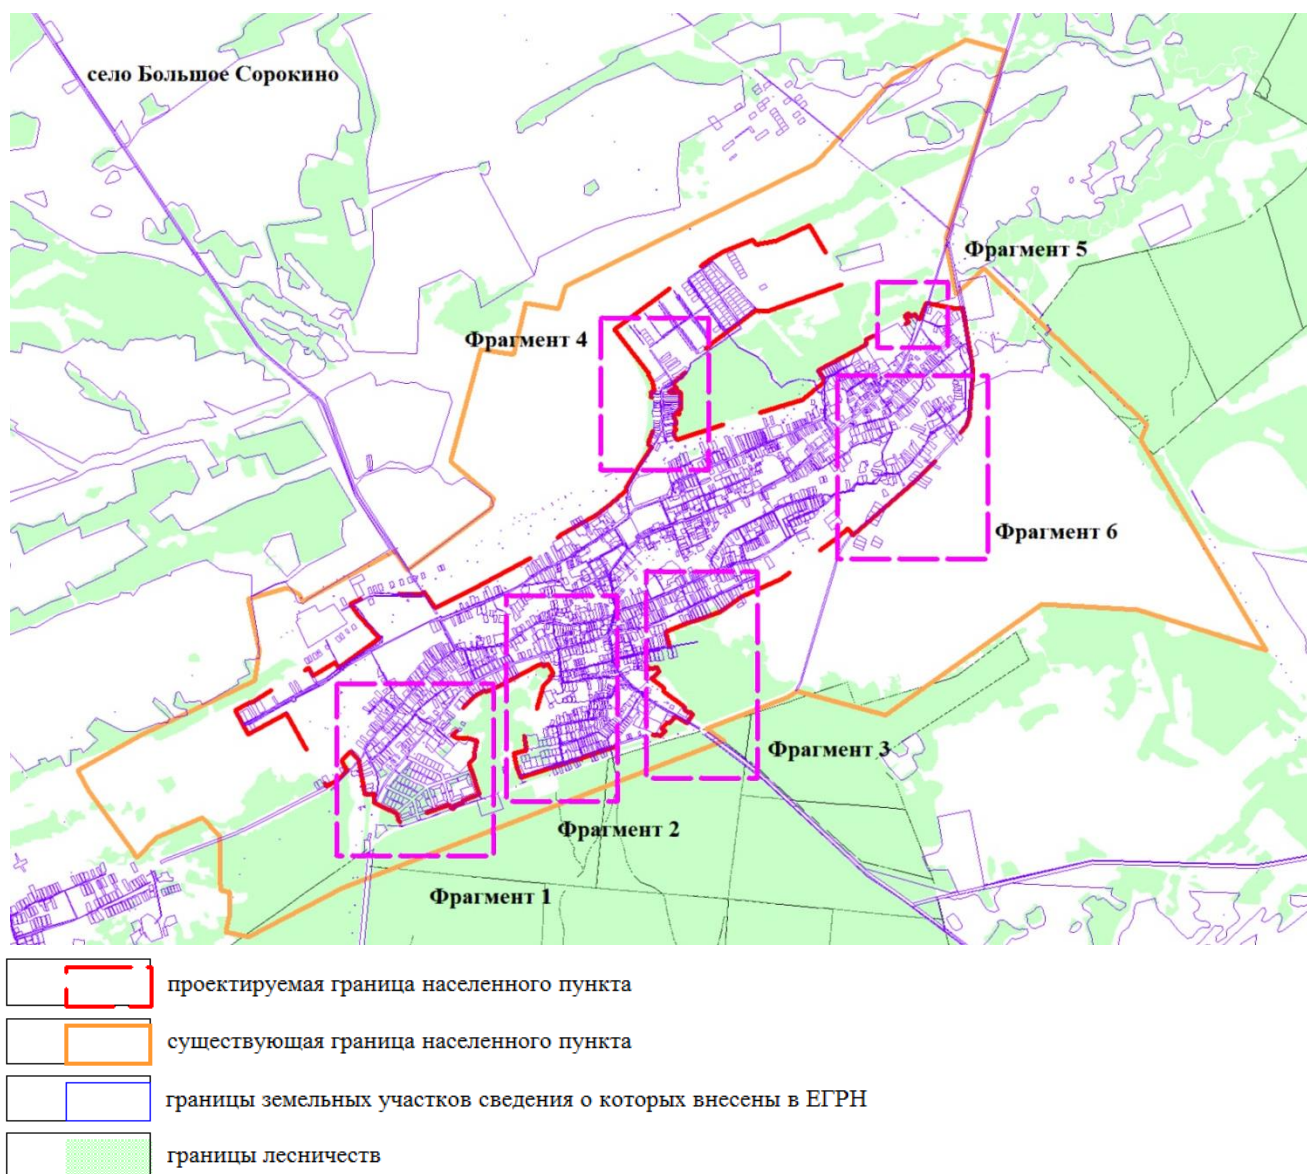 село Большое Сорокино
Фрагмент 5
Фрагмент 4
Фрагмент 6
Фрагмент 3
Фрагмент 2
Фрагмент 1
проектируемая граница населенного пункта
существующая граница населенного пункта
границы земельных участков сведения о которых внесены в ЕГРН
границы лесничеств